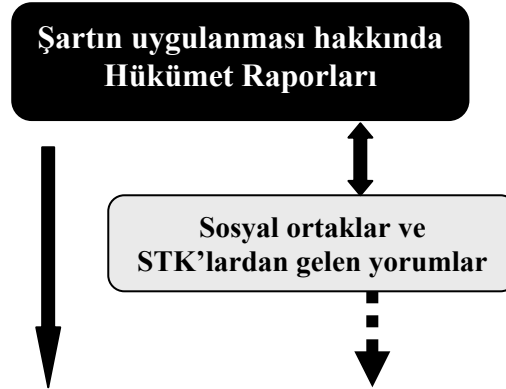 Şartın uygulanması hakkında
Hükümet Raporları
Sosyal ortaklar ve
STK’lardan gelen yorumlar